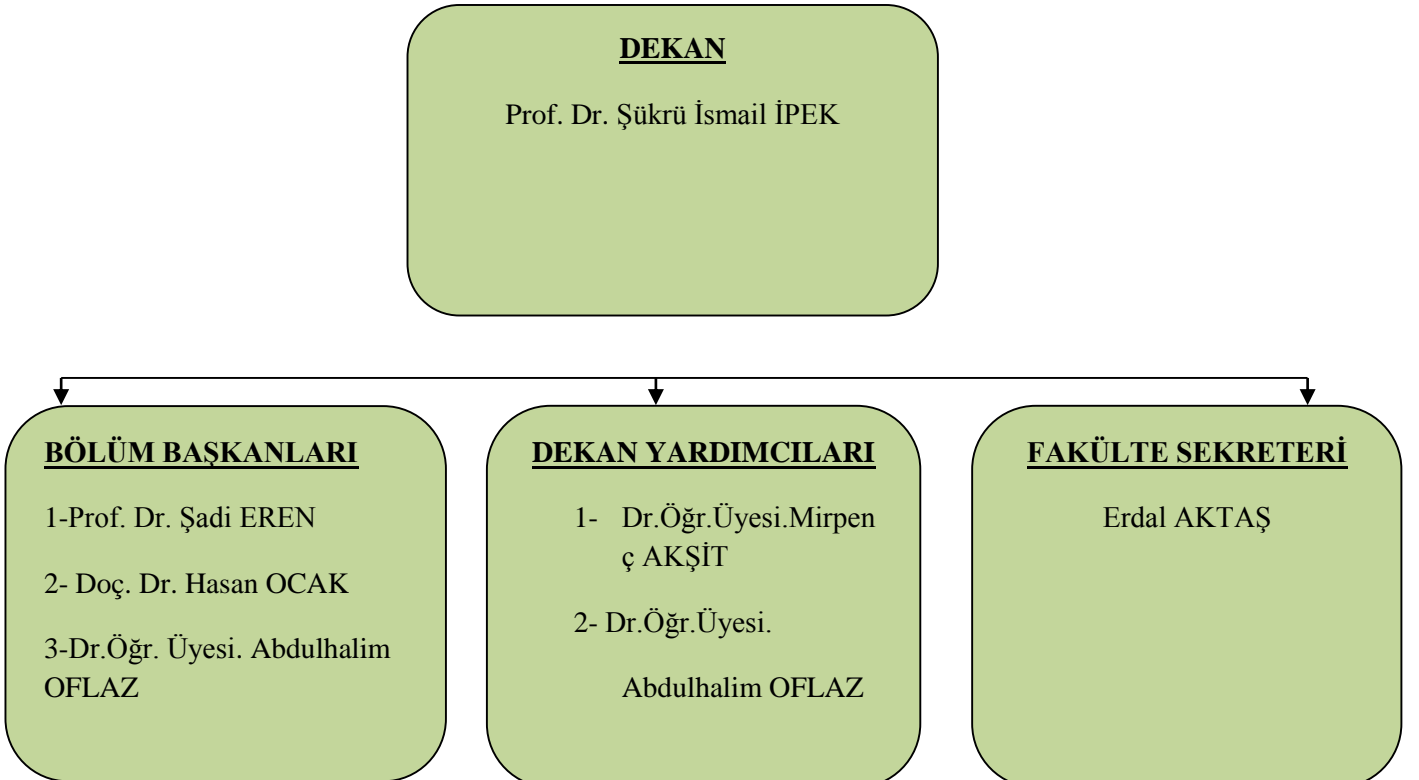 DEKAN
Prof. Dr. Şükrü İsmail İPEK
BÖLÜM BAŞKANLARI
1-Prof. Dr. Şadi EREN
2- Doç. Dr. Hasan OCAK
3-Dr.Öğr. Üyesi. Abdulhalim
OFLAZ
DEKAN YARDIMCILARI
1- Dr.Öğr.Üyesi.Mirpen
ç AKŞİT
2- Dr.Öğr.Üyesi.
Abdulhalim OFLAZ
FAKÜLTE SEKRETERİ
Erdal AKTAŞ